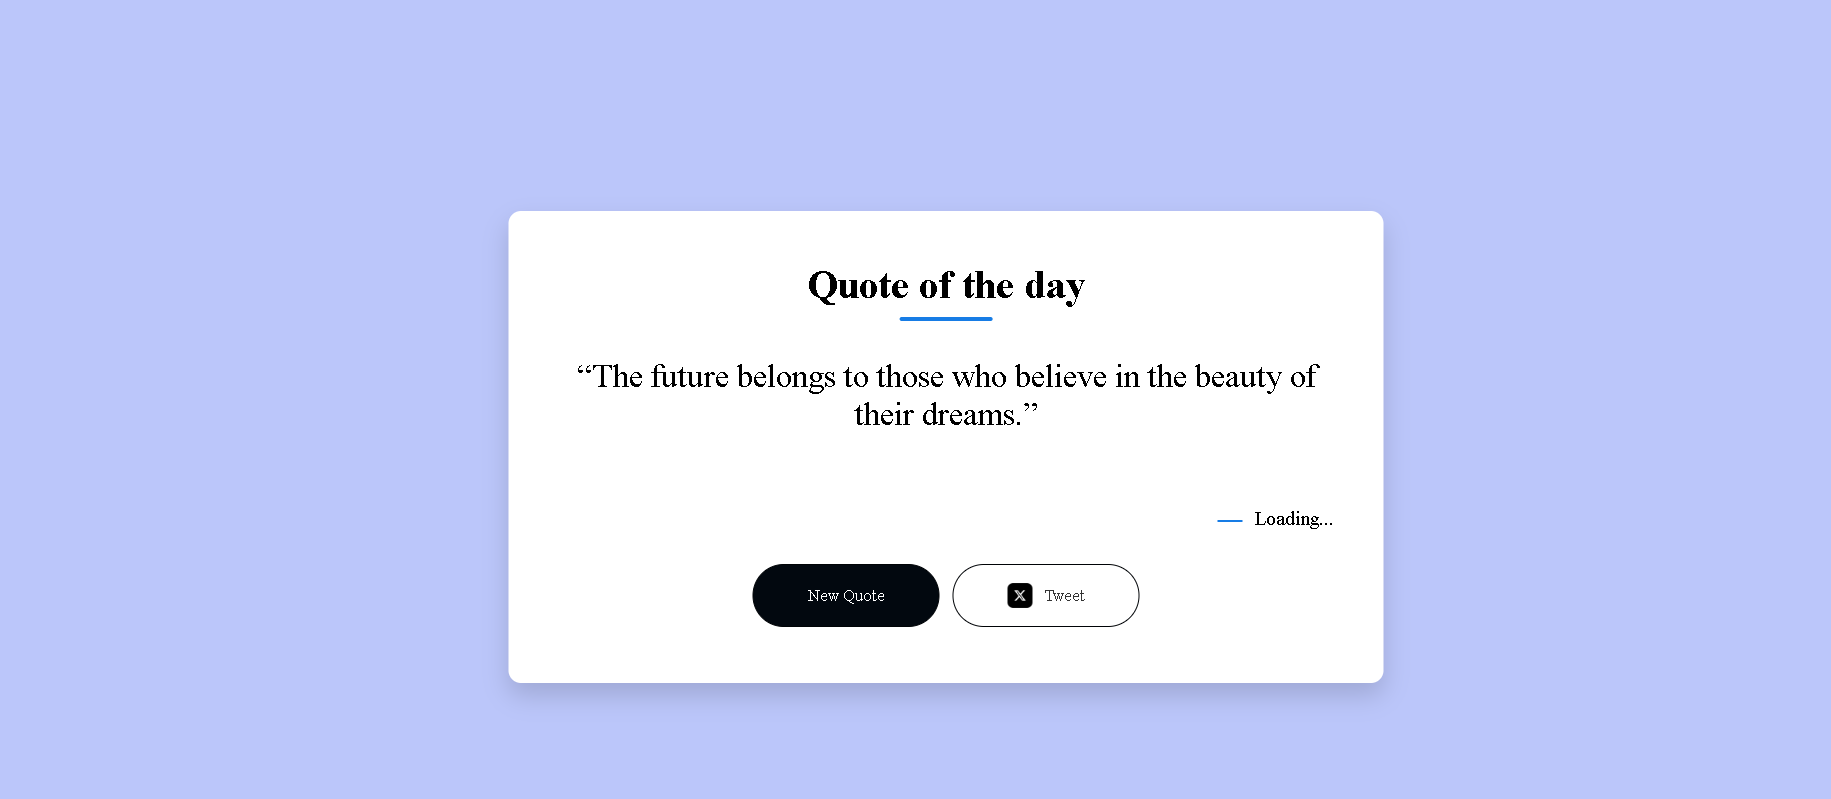 Quote of the day
“The future belongs to those who believe in the beauty of
their dreams.”
Loading...
New Quote
Tweet